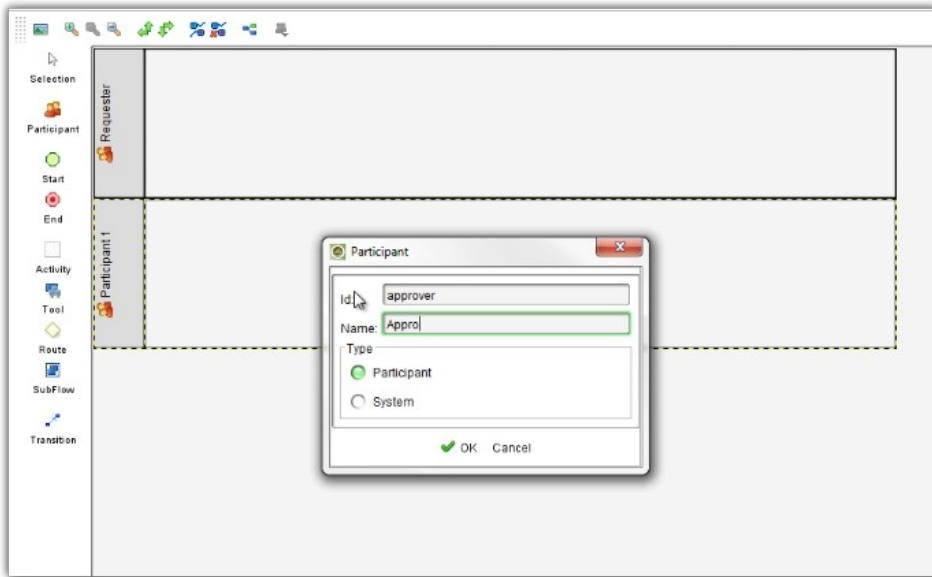 Selection
Participant
Start
End
Activity
Tool
Route
SubFlow
Transition
Requester
Participant 1
Participant
Id:
approver
Name:
Appro
Type
Participant
System
OK Cancel